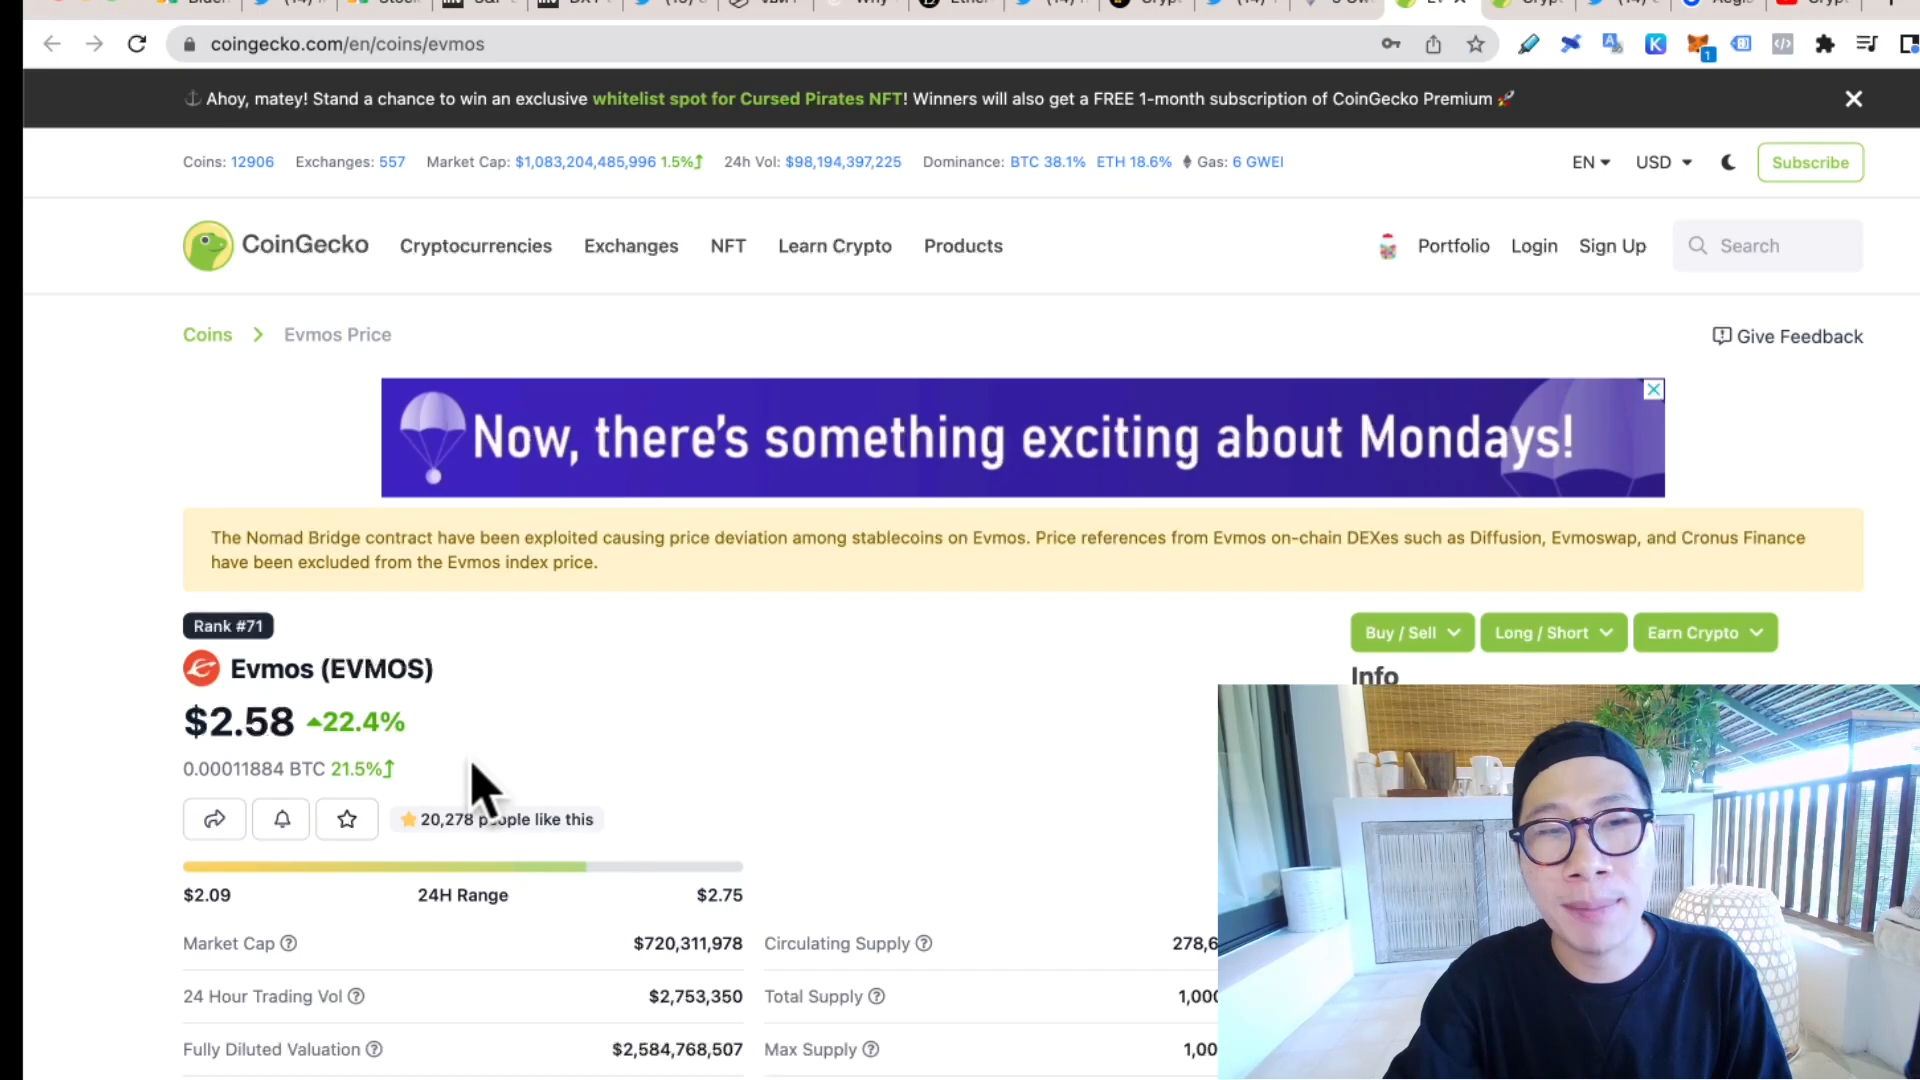 coingecko.com/en/coins/evmos
1
Ahoy, matey! Stand a chance to win an exclusive whitelist spot for Cursed Pirates NFT! Winners will also get a FREE 1-month subscription of CoinGecko Premium
Coins: 12906 Exchanges: 557 Market Cap: $1,083,204,485,996 1.5% 24h Vol: $98,194,397,225 Dominance: BTC 38.1% ETH 18.6% Gas: 6 GWEI
EN USD Subscribe
CoinGecko Cryptocurrencies Exchanges NFT Learn Crypto Products Portfolio Login Sign Up Search
Coins Evmos Price
Give Feedback
Now, there's something exciting about Mondays!
The Nomad Bridge contract have been exploited causing price deviation among stablecoins on Evmos. Price references from Evmos on-chain DEXes such as Diffusion, Evmoswap, and Cronus Finance
have been excluded from the Evmos index price.
Rank #71
Buy / Sell Long / Short Earn Crypto
Evmos (EVMOS)
Info
$2.58 22.4%
0.00011884 BTC 21.5%
20,278 people like this
$2.09 24H Range $2.75
Market Cap $720,311,978 Circulating Supply 278,6
24 Hour Trading Vol $2,753,350 Total Supply 1,000
Fully Diluted Valuation $2,584,768,507 Max Supply 1,00